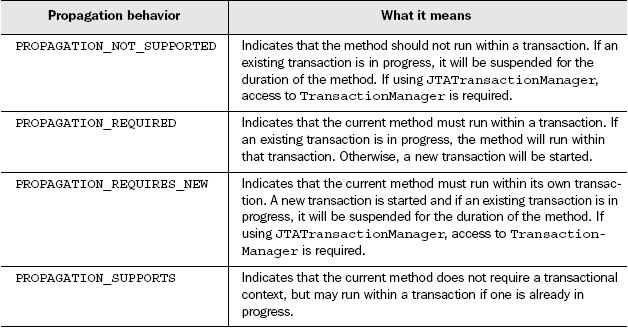 Propagation behavior What it means
PROPAGATION_NOT_SUPPORTED Indicates that the method should not run within a transaction. If an
existing transaction is in progress, it will be suspended for the
duration of the method. If using JTATransactionManager,
access to TransactionManager is required.
PROPAGATION_REQUIRED Indicates that the current method must run within a transaction. If
an existing transaction is in progress, the method will run within
that transaction. Otherwise, a new transaction will be started.
PROPAGATION_REQUIRES_NEW Indicates that the current method must run within its own transac-
tion. A new transaction is started and if an existing transaction is in
progress, it will be suspended for the duration of the method. If
using JTATransactionManager, access to Transaction-
Manager is required.
PROPAGATION_SUPPORTS Indicates that the current method does not require a transactional
context, but may run within a transaction if one is already in
progress.